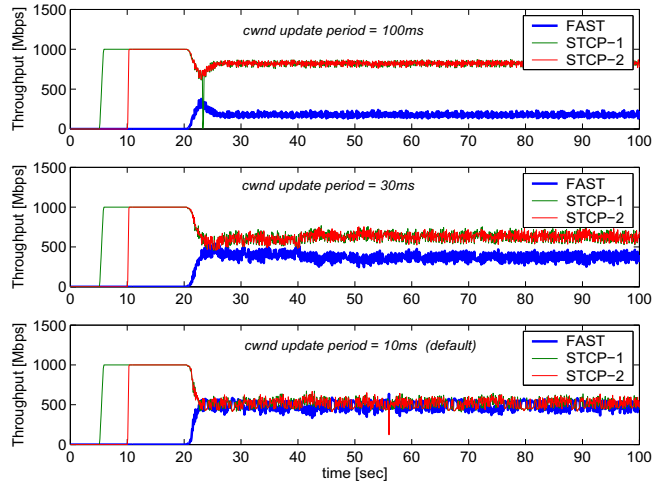 1500
1000
500
0
Throughput [Mbps]
cwnd update period = 100ms
FAST
STCP-1
STCP-2
0 10 20 30 40 50 60 70 80 90 100
1500
1000
500
0
Throughput [Mbps]
cwnd update period = 30ms
FAST
STCP-1
STCP-2
0 10 20 30 40 50 60 70 80 90 100
1500
1000
500
0
Throughput [Mbps]
cwnd update period = 10ms (default)
FAST
STCP-1
STCP-2
0 10 20 30 40 50 60 70 80 90 100
time [sec]